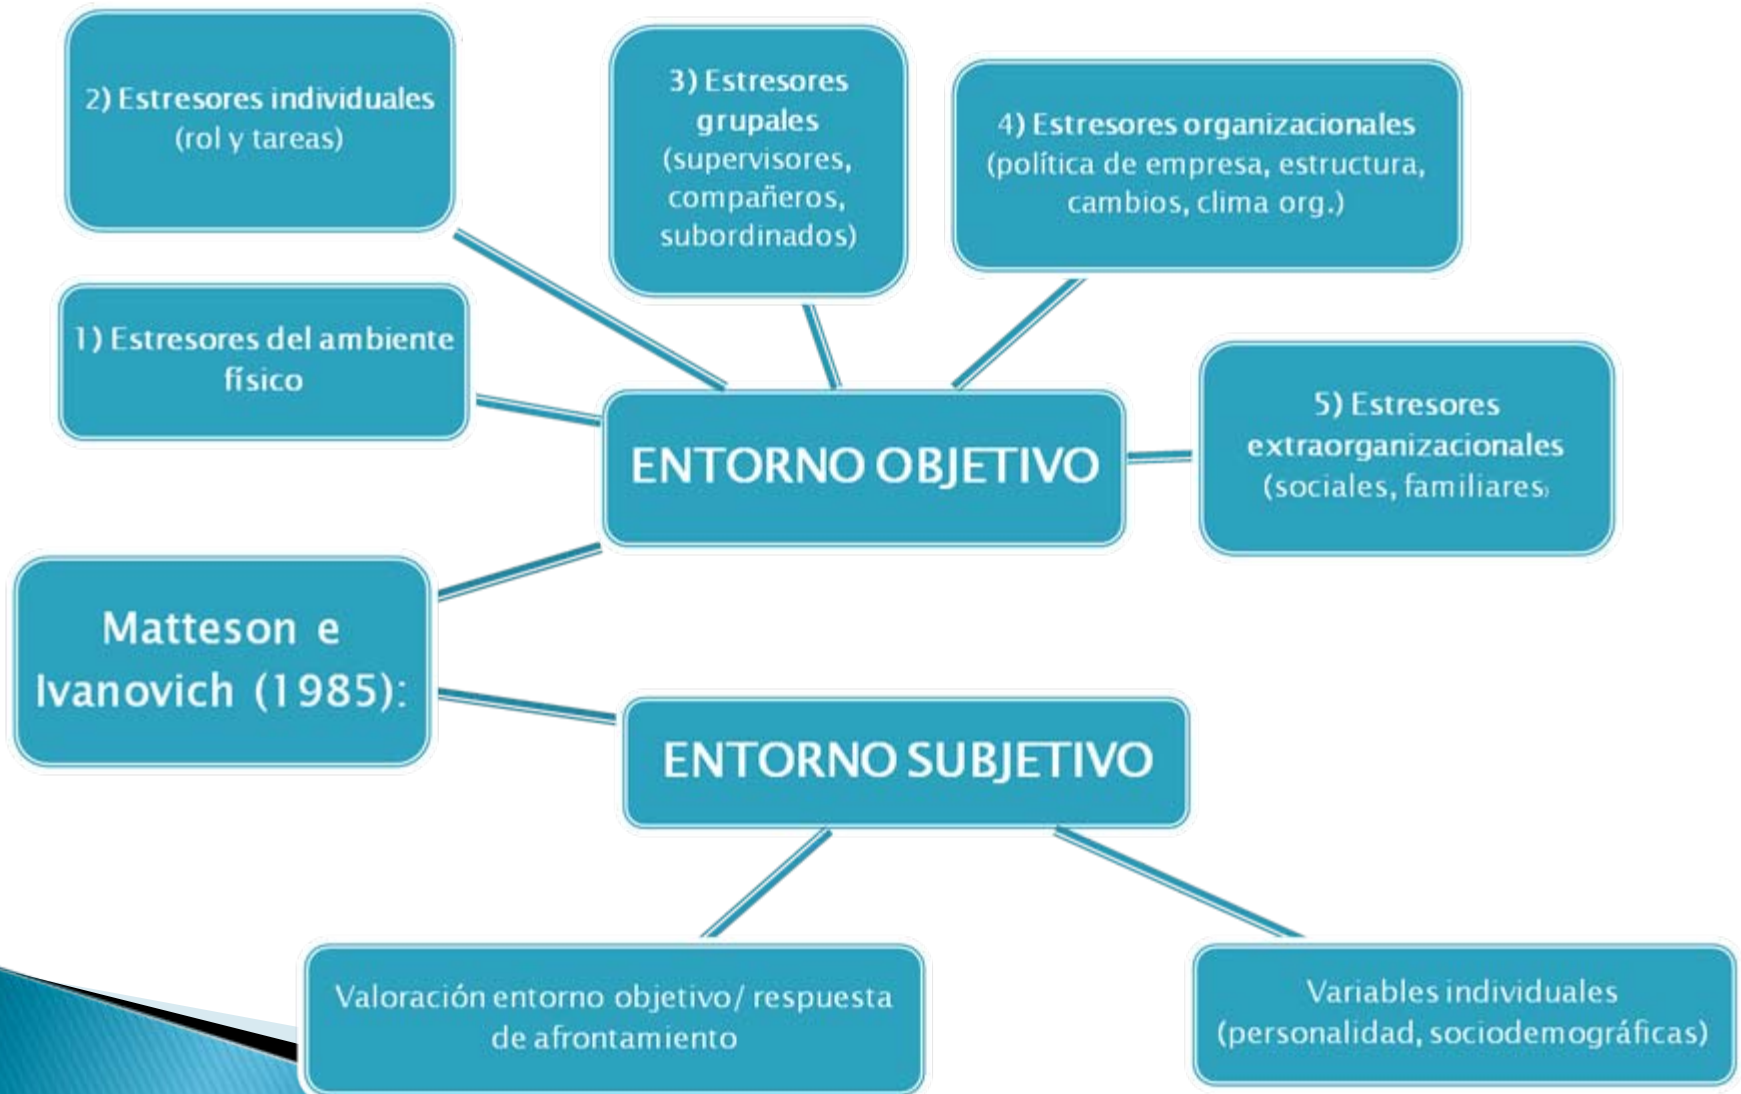 2) Estresores individuales
(rol y tareas)
3) Estresores
grupales
(supervisores,
compañeros,
subordinados)
4) Estresores organizacionales
(política de empresa, estructura,
cambios, clima org.)
1) Estresores del ambiente
físico
5) Estresores
extraorganizacionales
(sociales, familiares)
ENTORNO OBJETIVO
Matteson e
Ivanovich (1985):
ENTORNO SUBJETIVO
Valoración entorno objetivo/ respuesta
de afrontamiento
Variables individuales
(personalidad, sociodemográficas)